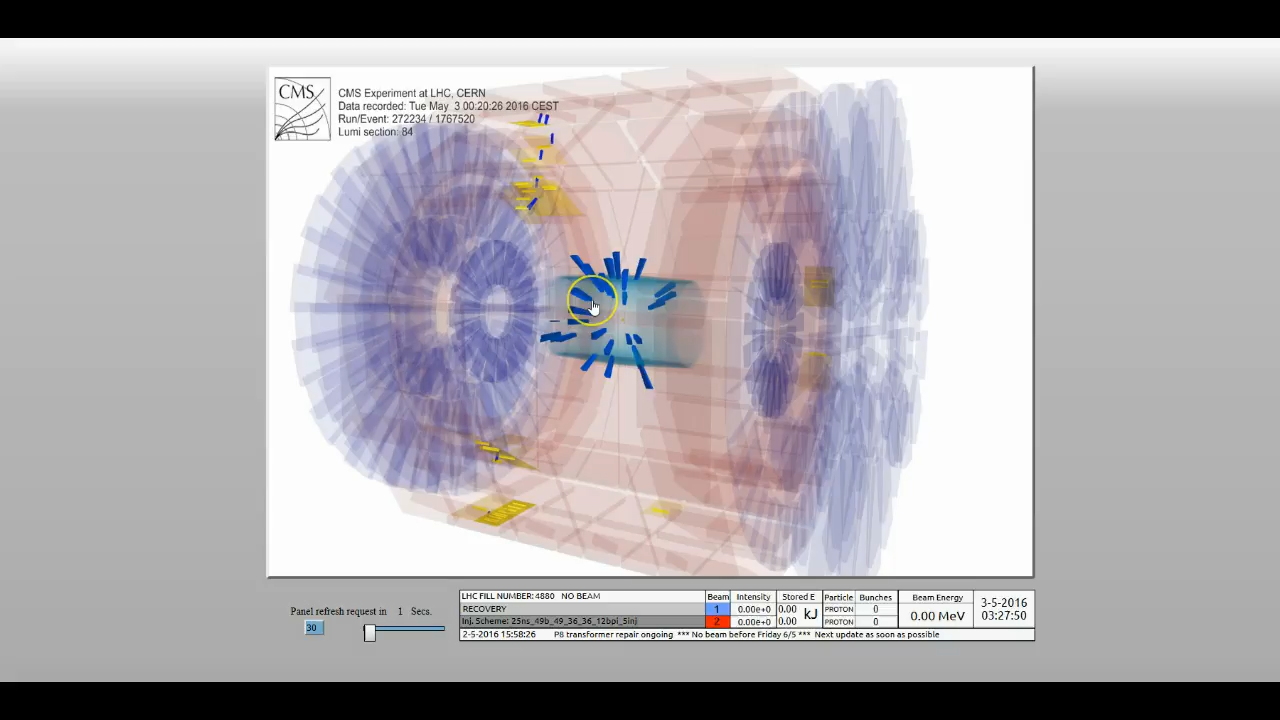 CMS
CMS Experiment at LHC, CERN
Data recorded: Tue May 3 00:20:26 2016 CEST
Run/Event: 272234 / 1767520
Lumi section: 84
Panel refresh request in 1 Secs.
30
LHC FILL NUMBER: 4880 NO BEAM
RECOVERY
Inj. Scheme: 25ns_49b_49_36_36_12bpi_5inj
Beam Intensity Stored E Particle Bunches Beam Energy
1 0.00e+0 0.00 kJ PROTON 0 0.00 MeV
2 0.00e+0 0.00 PROTON 0
3-5-2016
03:27:50
2-5-2016 15:58:26 P8 transformer repair ongoing *** No beam before Friday 6/5 *** Next update as soon as possible